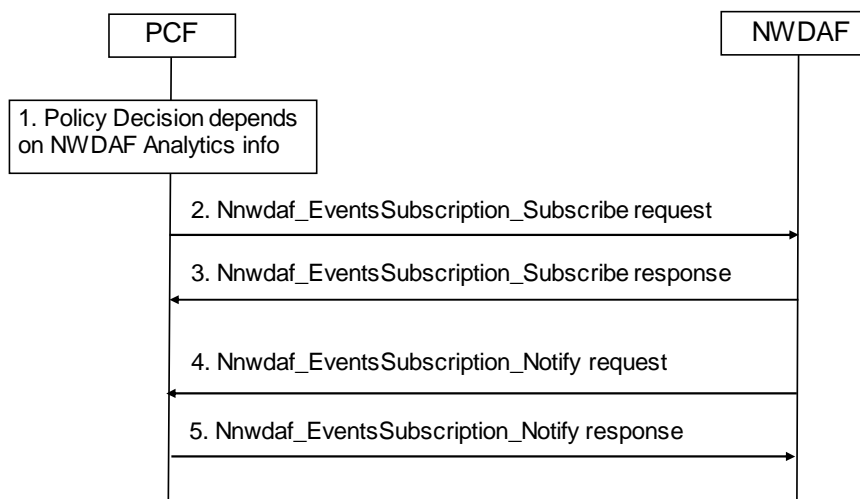 PCF
NWDAF
1. Policy Decision depends
on NWDAF Analytics info
2. Nnwdaf_EventsSubscription_Subscribe request
3. Nnwdaf_EventsSubscription_Subscribe response
4. Nnwdaf_EventsSubscription_Notify request
5. Nnwdaf_EventsSubscription_Notify response